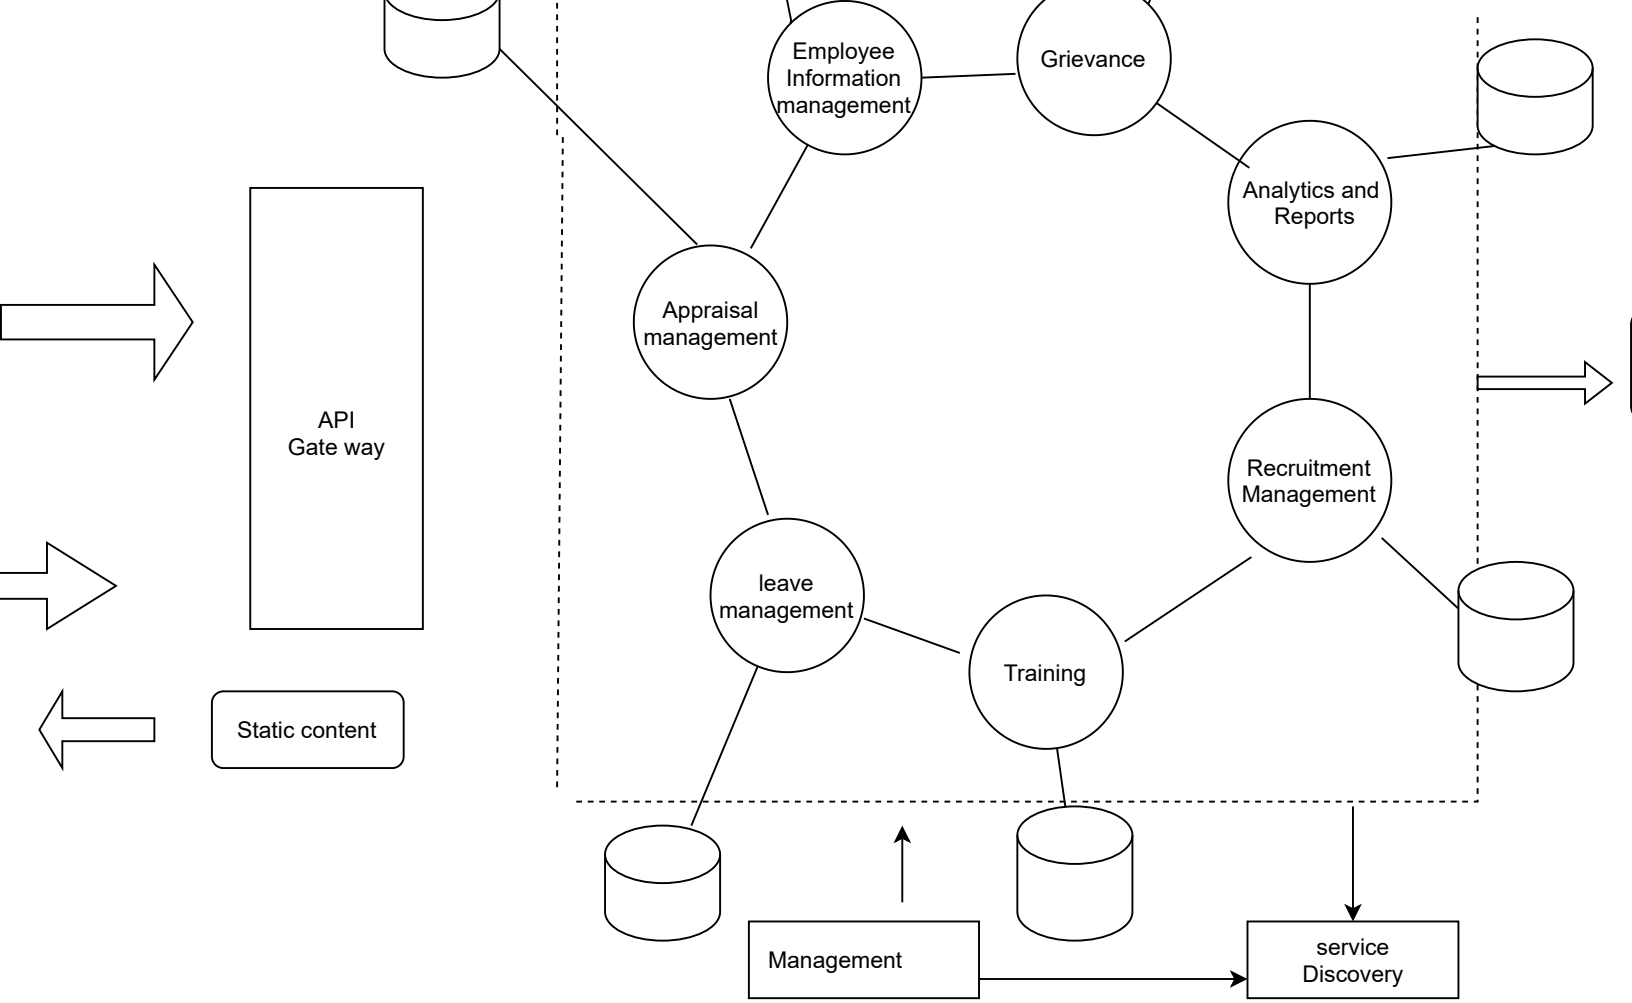 Employee
Information
management
Grievance
Analytics and
Reports
Appraisal
management
API
Gate way
Recruitment
Management
leave
management
Training
Static content
Management
service
Discovery